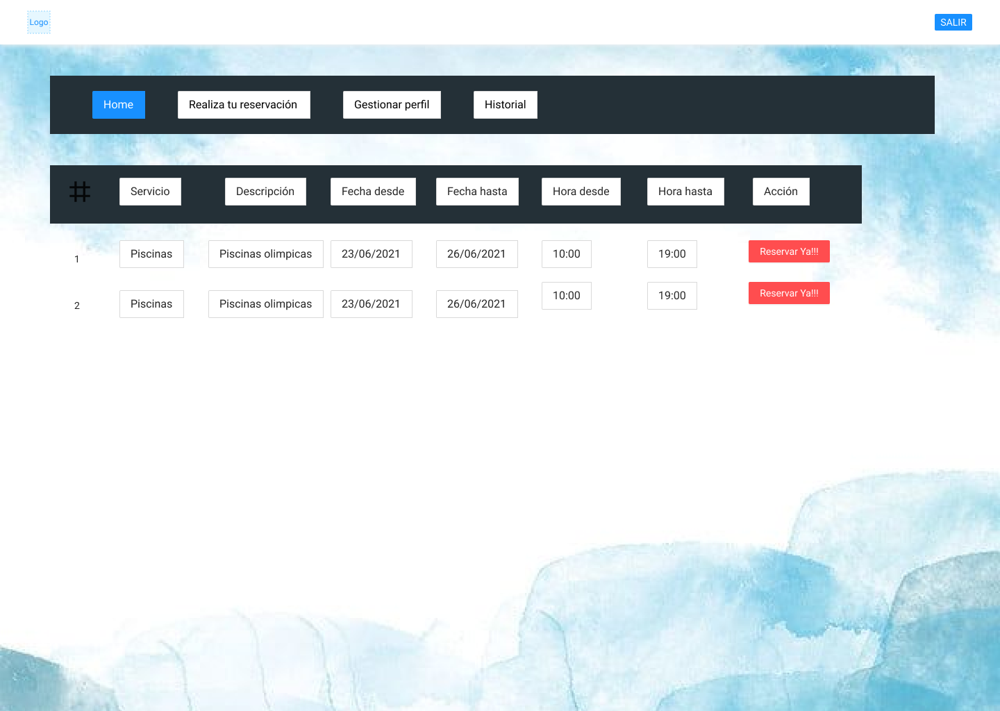 Logo
SALIR
Home Realiza tu reservación Gestionar perfil Historial
# Servicio Descripción Fecha desde Fecha hasta Hora desde Hora hasta Acción
1 Piscinas Piscinas olimpicas 23/06/2021 26/06/2021 10:00 19:00 Reservar Ya!!!
2 Piscinas Piscinas olimpicas 23/06/2021 26/06/2021 10:00 19:00 Reservar Ya!!!